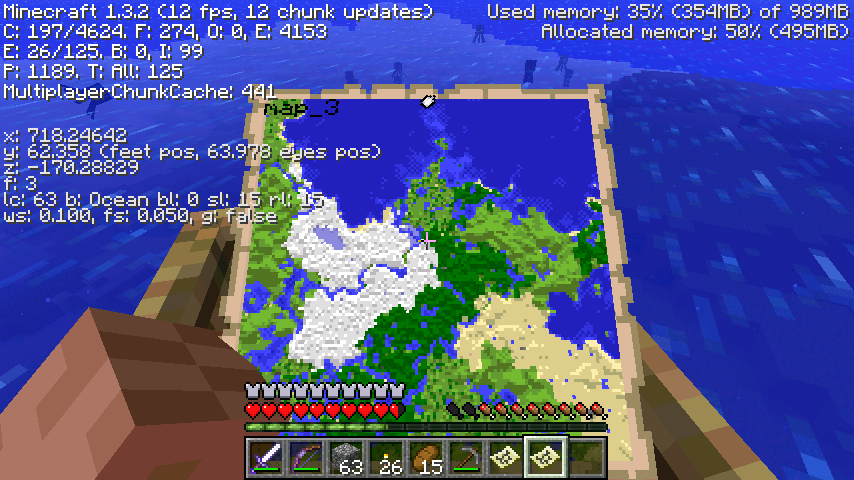 Minecraft 1.3.2 (12 fps, 12 chunk updates)
Used memory: 35% (354MB) of 989MB
C: 197/4624, F: 274, O: 0, E: 4153
Allocated memory: 50% (495MB)
E: 26/125, B: 0, I: 99
P: 1189, T: All: 125
MultiplayerChunkCache: 441
map_3
x: 718.24642
y: 62.358 (feet pos, 63.978 eyes pos)
z: -170.28829
f: 3
lc: 63 b: Ocean bl: 0 sl: 15 rl: 15
ws: 0.100, fs: 0.050, g: false
63 26 15